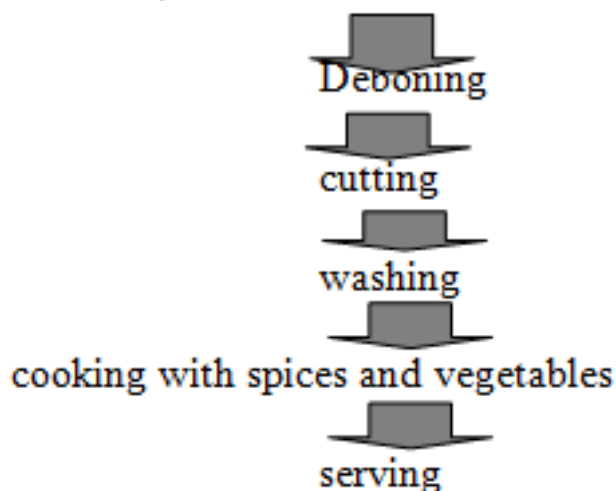 Deboning
cutting
washing
cooking with spices and vegetables
serving